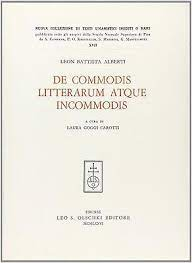 NUOVA COLLEZIONE DI TESTI UMANISTICI INEDITI O RARI
XVII
LEON BATTISTA ALBERTI
DE COMMODIS
LITTERARUM ATQUE
INCOMMODIS
A CURA DI
LAURA GOGGI CAROTTI
FIRENZE
LEO S. OLSCHKI EDITORE
MCMLXXVI